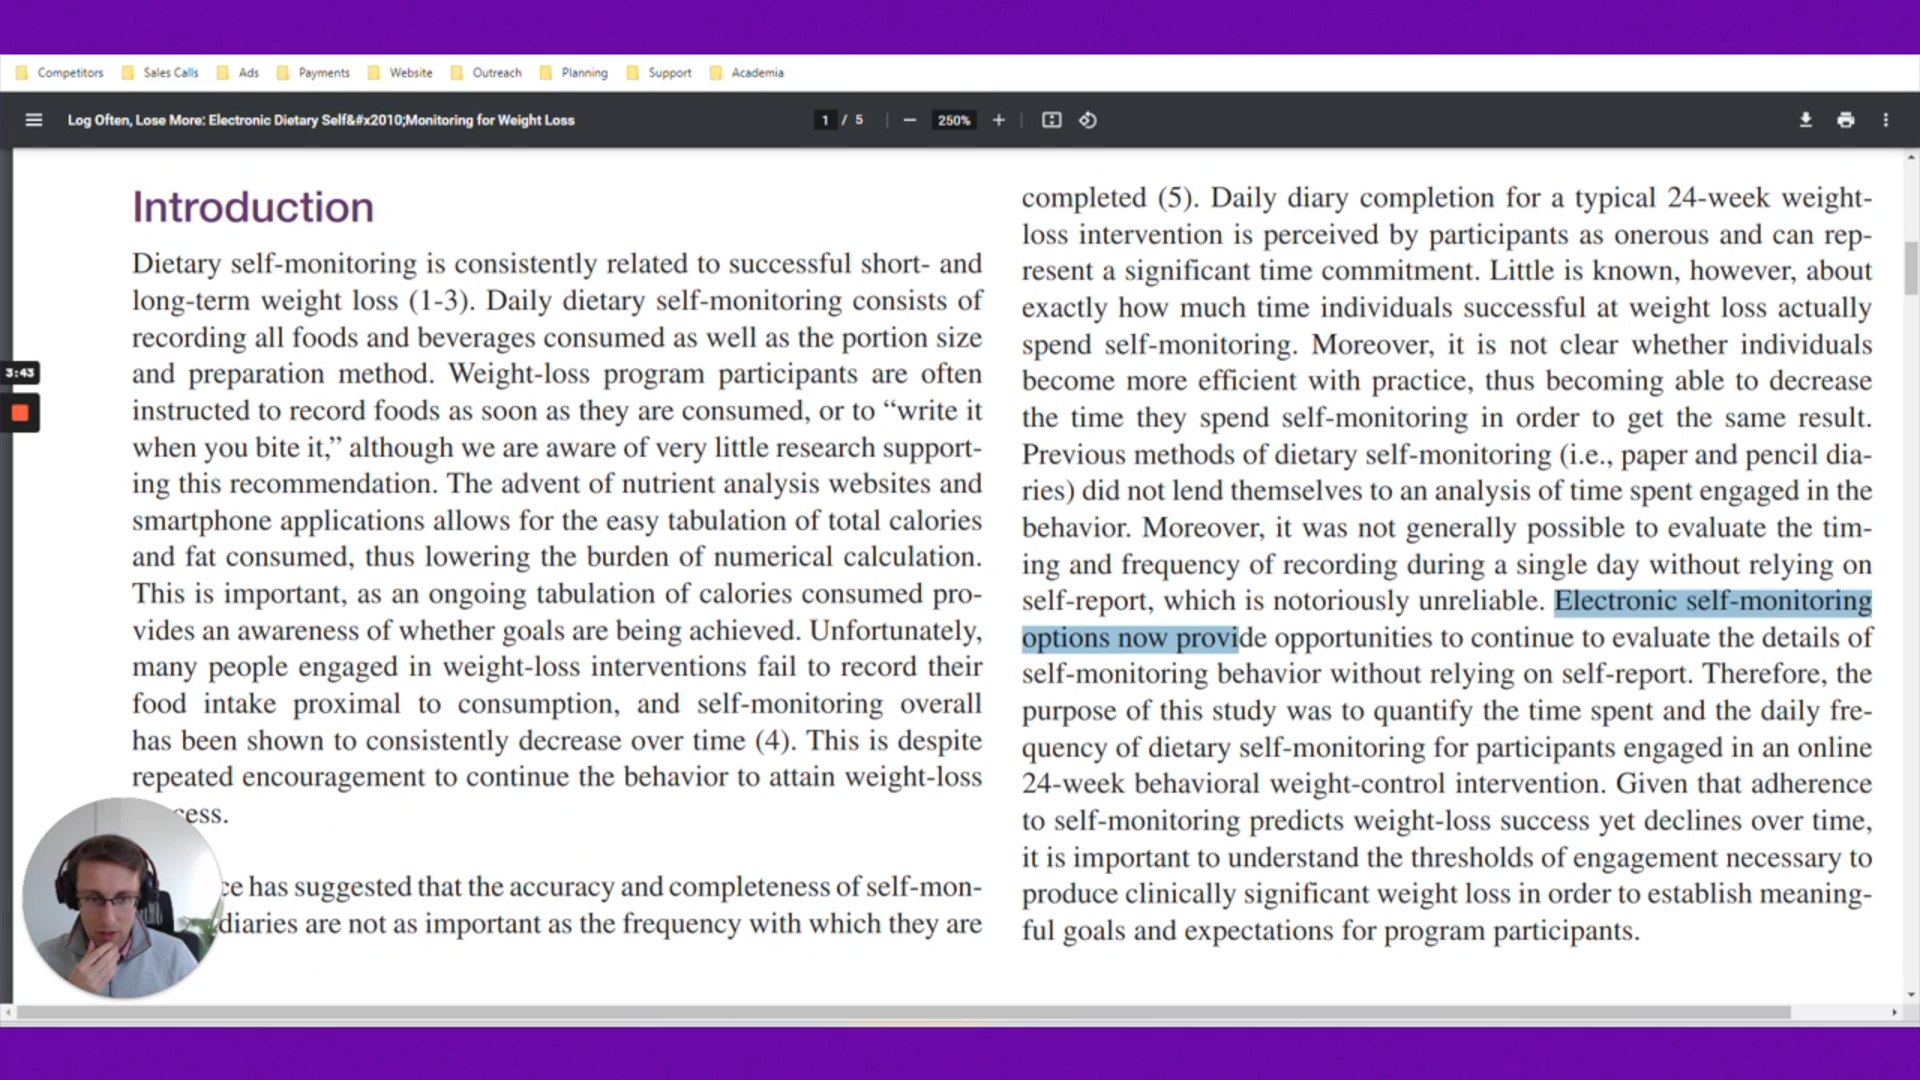 Competitors Sales Calls Ads Payments Website Outreach Planning Support Academia
Log Often, Lose More: Electronic Dietary Self&#x2010;Monitoring for Weight Loss 1 / 5 250%
Introduction
Dietary self-monitoring is consistently related to successful short- and
long-term weight loss (1-3). Daily dietary self-monitoring consists of
recording all foods and beverages consumed as well as the portion size
and preparation method. Weight-loss program participants are often
instructed to record foods as soon as they are consumed, or to “write it
when you bite it,” although we are aware of very little research support-
ing this recommendation. The advent of nutrient analysis websites and
smartphone applications allows for the easy tabulation of total calories
and fat consumed, thus lowering the burden of numerical calculation.
This is important, as an ongoing tabulation of calories consumed pro-
vides an awareness of whether goals are being achieved. Unfortunately,
many people engaged in weight-loss interventions fail to record their
food intake proximal to consumption, and self-monitoring overall
has been shown to consistently decrease over time (4). This is despite
repeated encouragement to continue the behavior to attain weight-loss
cess.
ce has suggested that the accuracy and completeness of self-mon-
diaries are not as important as the frequency with which they are
completed (5). Daily diary completion for a typical 24-week weight-
loss intervention is perceived by participants as onerous and can rep-
resent a significant time commitment. Little is known, however, about
exactly how much time individuals successful at weight loss actually
spend self-monitoring. Moreover, it is not clear whether individuals
become more efficient with practice, thus becoming able to decrease
the time they spend self-monitoring in order to get the same result.
Previous methods of dietary self-monitoring (i.e., paper and pencil dia-
ries) did not lend themselves to an analysis of time spent engaged in the
behavior. Moreover, it was not generally possible to evaluate the tim-
ing and frequency of recording during a single day without relying on
self-report, which is notoriously unreliable. Electronic self-monitoring
options now provide opportunities to continue to evaluate the details of
self-monitoring behavior without relying on self-report. Therefore, the
purpose of this study was to quantify the time spent and the daily fre-
quency of dietary self-monitoring for participants engaged in an online
24-week behavioral weight-control intervention. Given that adherence
to self-monitoring predicts weight-loss success yet declines over time,
it is important to understand the thresholds of engagement necessary to
produce clinically significant weight loss in order to establish meaning-
ful goals and expectations for program participants.
3:43